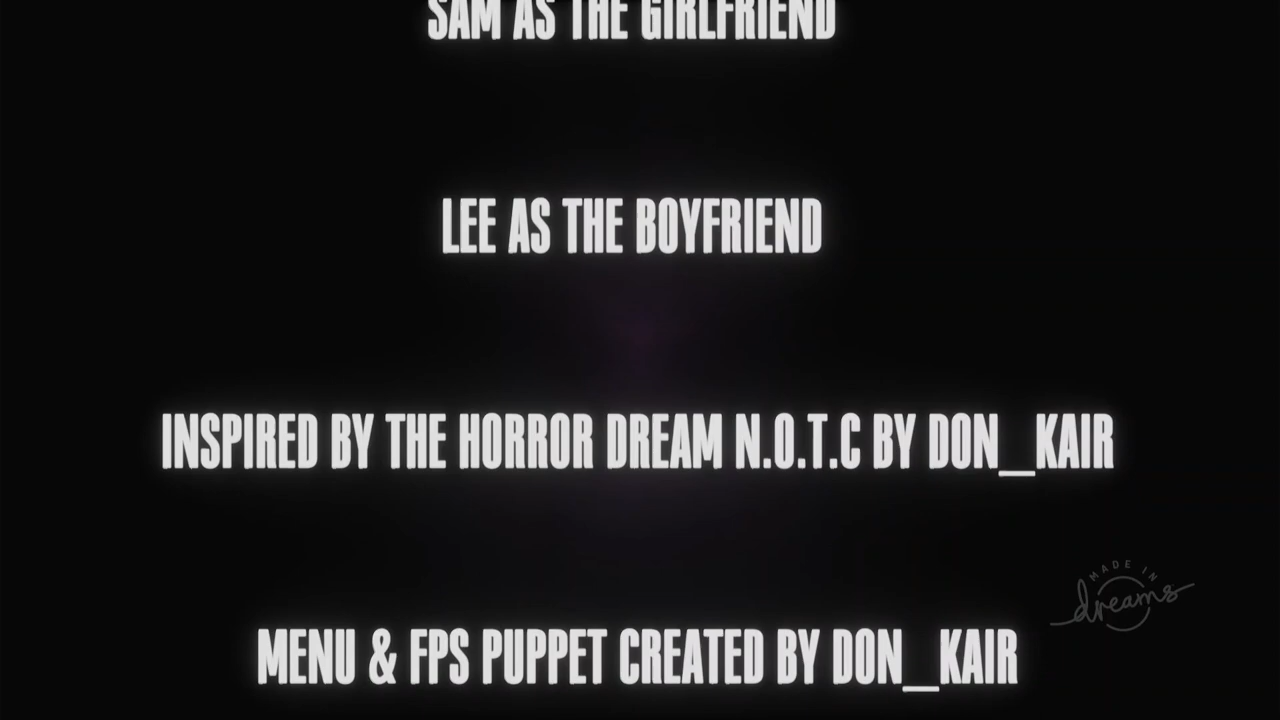 SAM AS THE GIRLFRIEND
LEE AS THE BOYFRIEND
INSPIRED BY THE HORROR DREAM N.O.T.C BY DON_KAIR
MADE IN
dreams
MENU & FPS PUPPET CREATED BY DON_KAIR